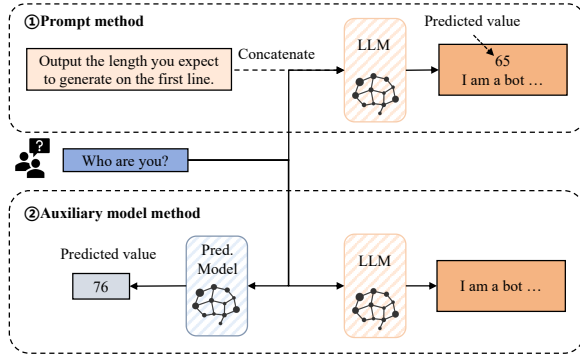 ①Prompt method
Predicted value
Output the length you expect
to generate on the first line.
Concatenate
LLM
65
I am a bot ...
?
Who are you?
②Auxiliary model method
Predicted value
76
Pred.
Model
LLM
I am a bot ...